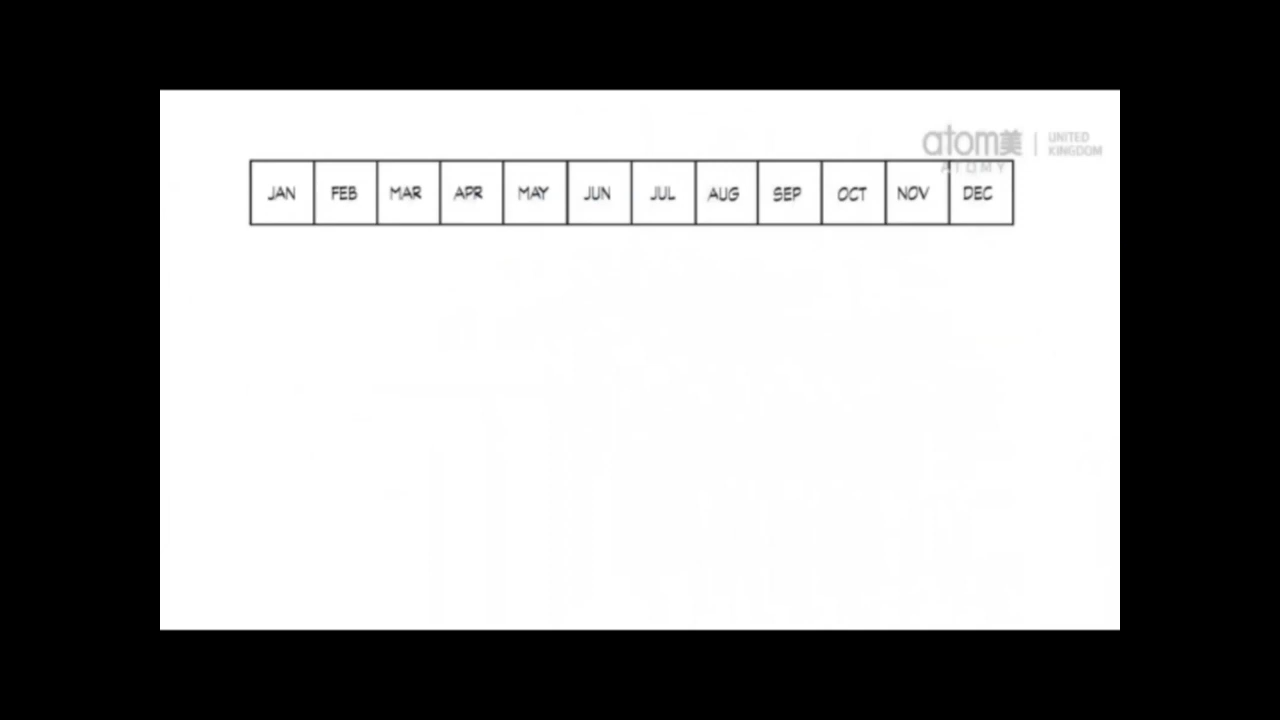 atom美 | UNITED KINGDOM
ATOMY
JAN FEB MAR APR MAY JUN JUL AUG SEP OCT NOV DEC